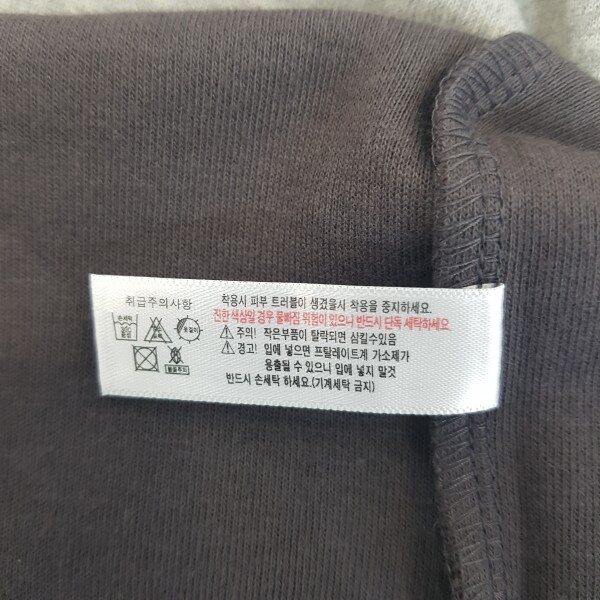 취급주의사항
착용시 피부 트러블이 생겼을시 착용을 중지하세요.
진한 색상일 경우 물빠짐 위험이 있으니 반드시 단독 세탁하세요.
주의! 작은부품이 탈락되면 삼킬수있음
경고! 입에 넣으면 프탈레이트계 가소제가
용출될 수 있으니 입에 넣지 말것
반드시 손세탁 하세요.(기계세탁 금지)
손세탁
옷걸이